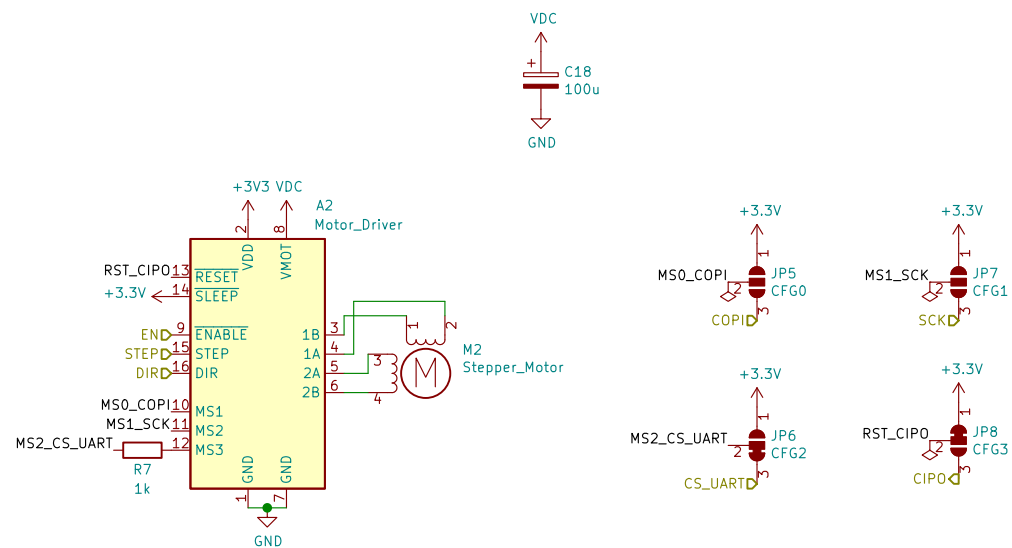 VDC
+
C18
100u
GND
+3V3 VDC
A2
Motor_Driver
2 8
VDD VMOT
RST_CIPO 13 RESET
+3.3V 14 SLEEP
EN 9 ENABLE
STEP 15 STEP
DIR 16 DIR
MS0_COPI 10 MS1
MS1_SCK 11 MS2
MS2_CS_UART 12 MS3
R7
1k
1B 3
1A 4
2A 5
2B 6
1 2
3
4
M
M2
Stepper_Motor
GND GND
1 7
GND
+3.3V
1
MS0_COPI
2
JP5
CFG0
3
COPI
+3.3V
1
MS1_SCK
2
JP7
CFG1
3
SCK
+3.3V
1
MS2_CS_UART
2
JP6
CFG2
3
CS_UART
+3.3V
1
RST_CIPO
2
JP8
CFG3
3
CIPO